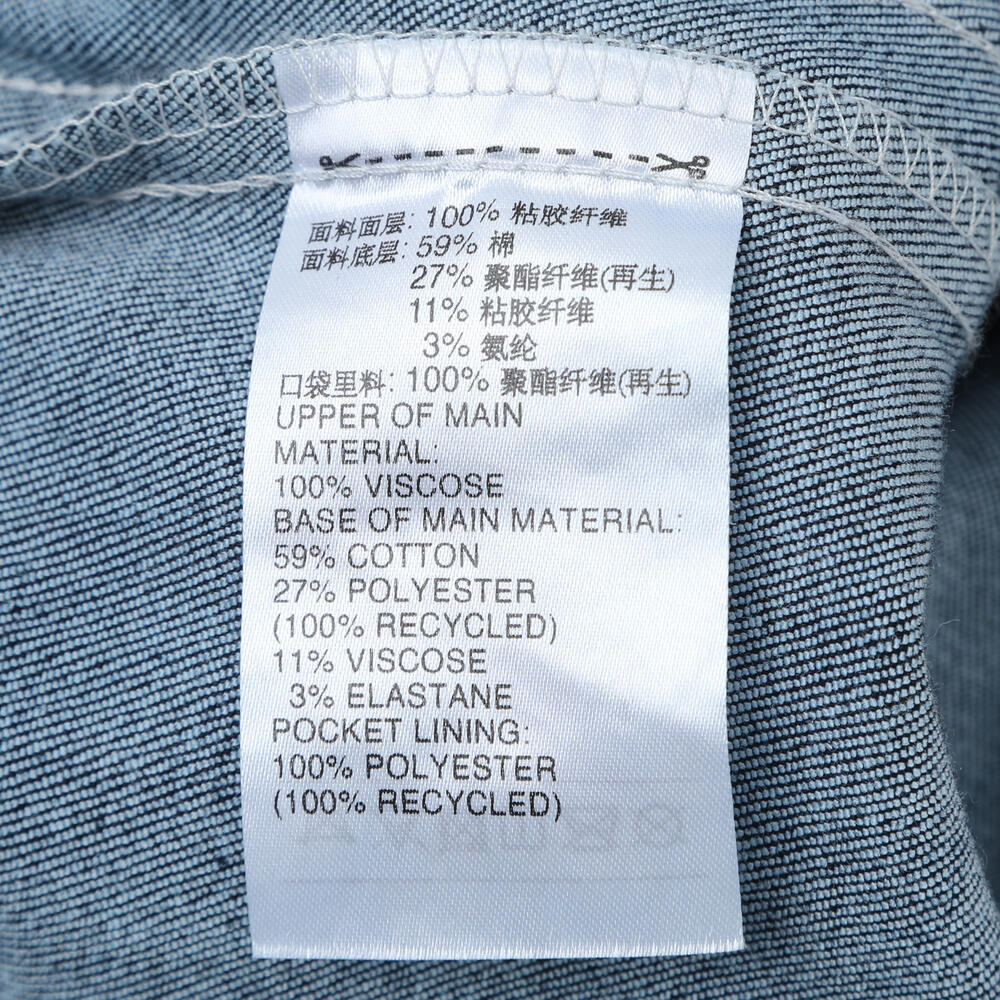 面料面层: 100% 粘胶纤维
面料底层: 59% 棉
27% 聚酯纤维(再生)
11% 粘胶纤维
3% 氨纶
口袋里料: 100% 聚酯纤维(再生)
UPPER OF MAIN
MATERIAL:
100% VISCOSE
BASE OF MAIN MATERIAL:
59% COTTON
27% POLYESTER
(100% RECYCLED)
11% VISCOSE
3% ELASTANE
POCKET LINING:
100% POLYESTER
(100% RECYCLED)